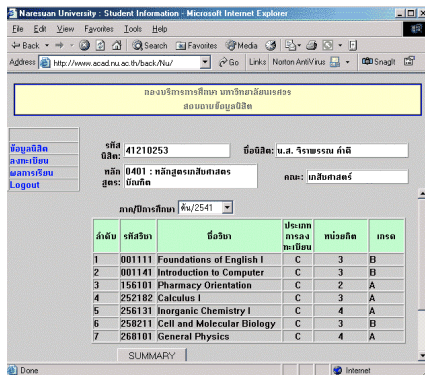 Naresuan University : Student Information - Microsoft Internet Explorer
File Edit View Favorites Tools Help
Back Search Favorites Media SnagIt
Address http://www.acad.nu.ac.th/back/Nu/ Go Links Norton AntiVirus SnagIt
กองบริการการศึกษา มหาวิทยาลัยนเรศวร
สอบถามข้อมูลนิสิต
ข้อมูลนิสิต
ลงทะเบียน
ผลการเรียน
Logout
รหัสนิสิต: 41210253 ชื่อนิสิต: น.ส. จิราพรรณ คำดี
หลักสูตร: 0401 : หลักสูตรเภสัชศาสตรบัณฑิต คณะ: เภสัชศาสตร์
ภาค/ปีการศึกษา ต้น/2541
ลำดับ รหัสวิชา ชื่อวิชา ประเภทการลงทะเบียน หน่วยกิต เกรด
1 001111 Foundations of English I C 3 B
2 001141 Introduction to Computer C 3 B
3 156101 Pharmacy Orientation C 2 A
4 252182 Calculus I C 3 A
5 256131 Inorganic Chemistry I C 4 A
6 258211 Cell and Molecular Biology C 3 B
7 268101 General Physics C 4 A
SUMMARY
Done Internet